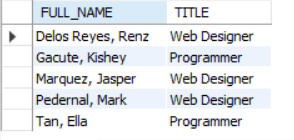 FULL_NAME TITLE
Delos Reyes, Renz Web Designer
Gacute, Kishey Programmer
Marquez, Jasper Web Designer
Pedernal, Mark Web Designer
Tan, Ella Programmer